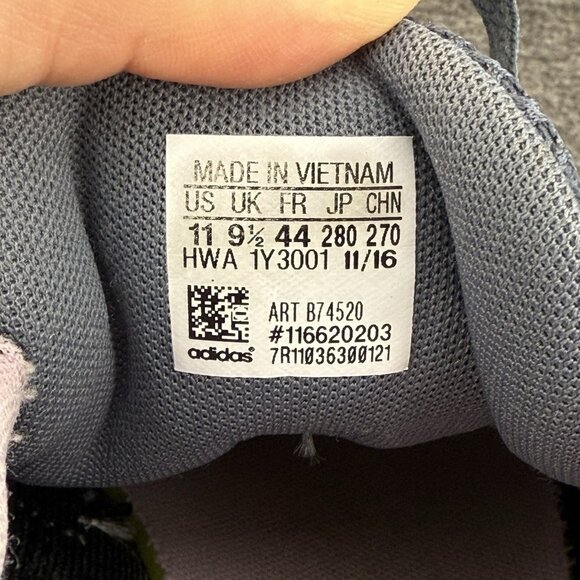 MADE IN VIETNAM
US UK FR JP CHN
11 9½ 44 280 270
HWA 1Y3001 11/16
ART B74520
#116620203
adidas® 7R11036300121